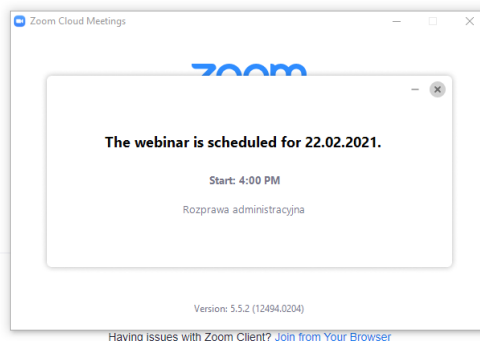 Zoom Cloud Meetings
zoom
The webinar is scheduled for 22.02.2021.
Start: 4:00 PM
Rozprawa administracyjna
Version: 5.5.2 (12494.0204)
Having issues with Zoom Client? Join from Your Browser